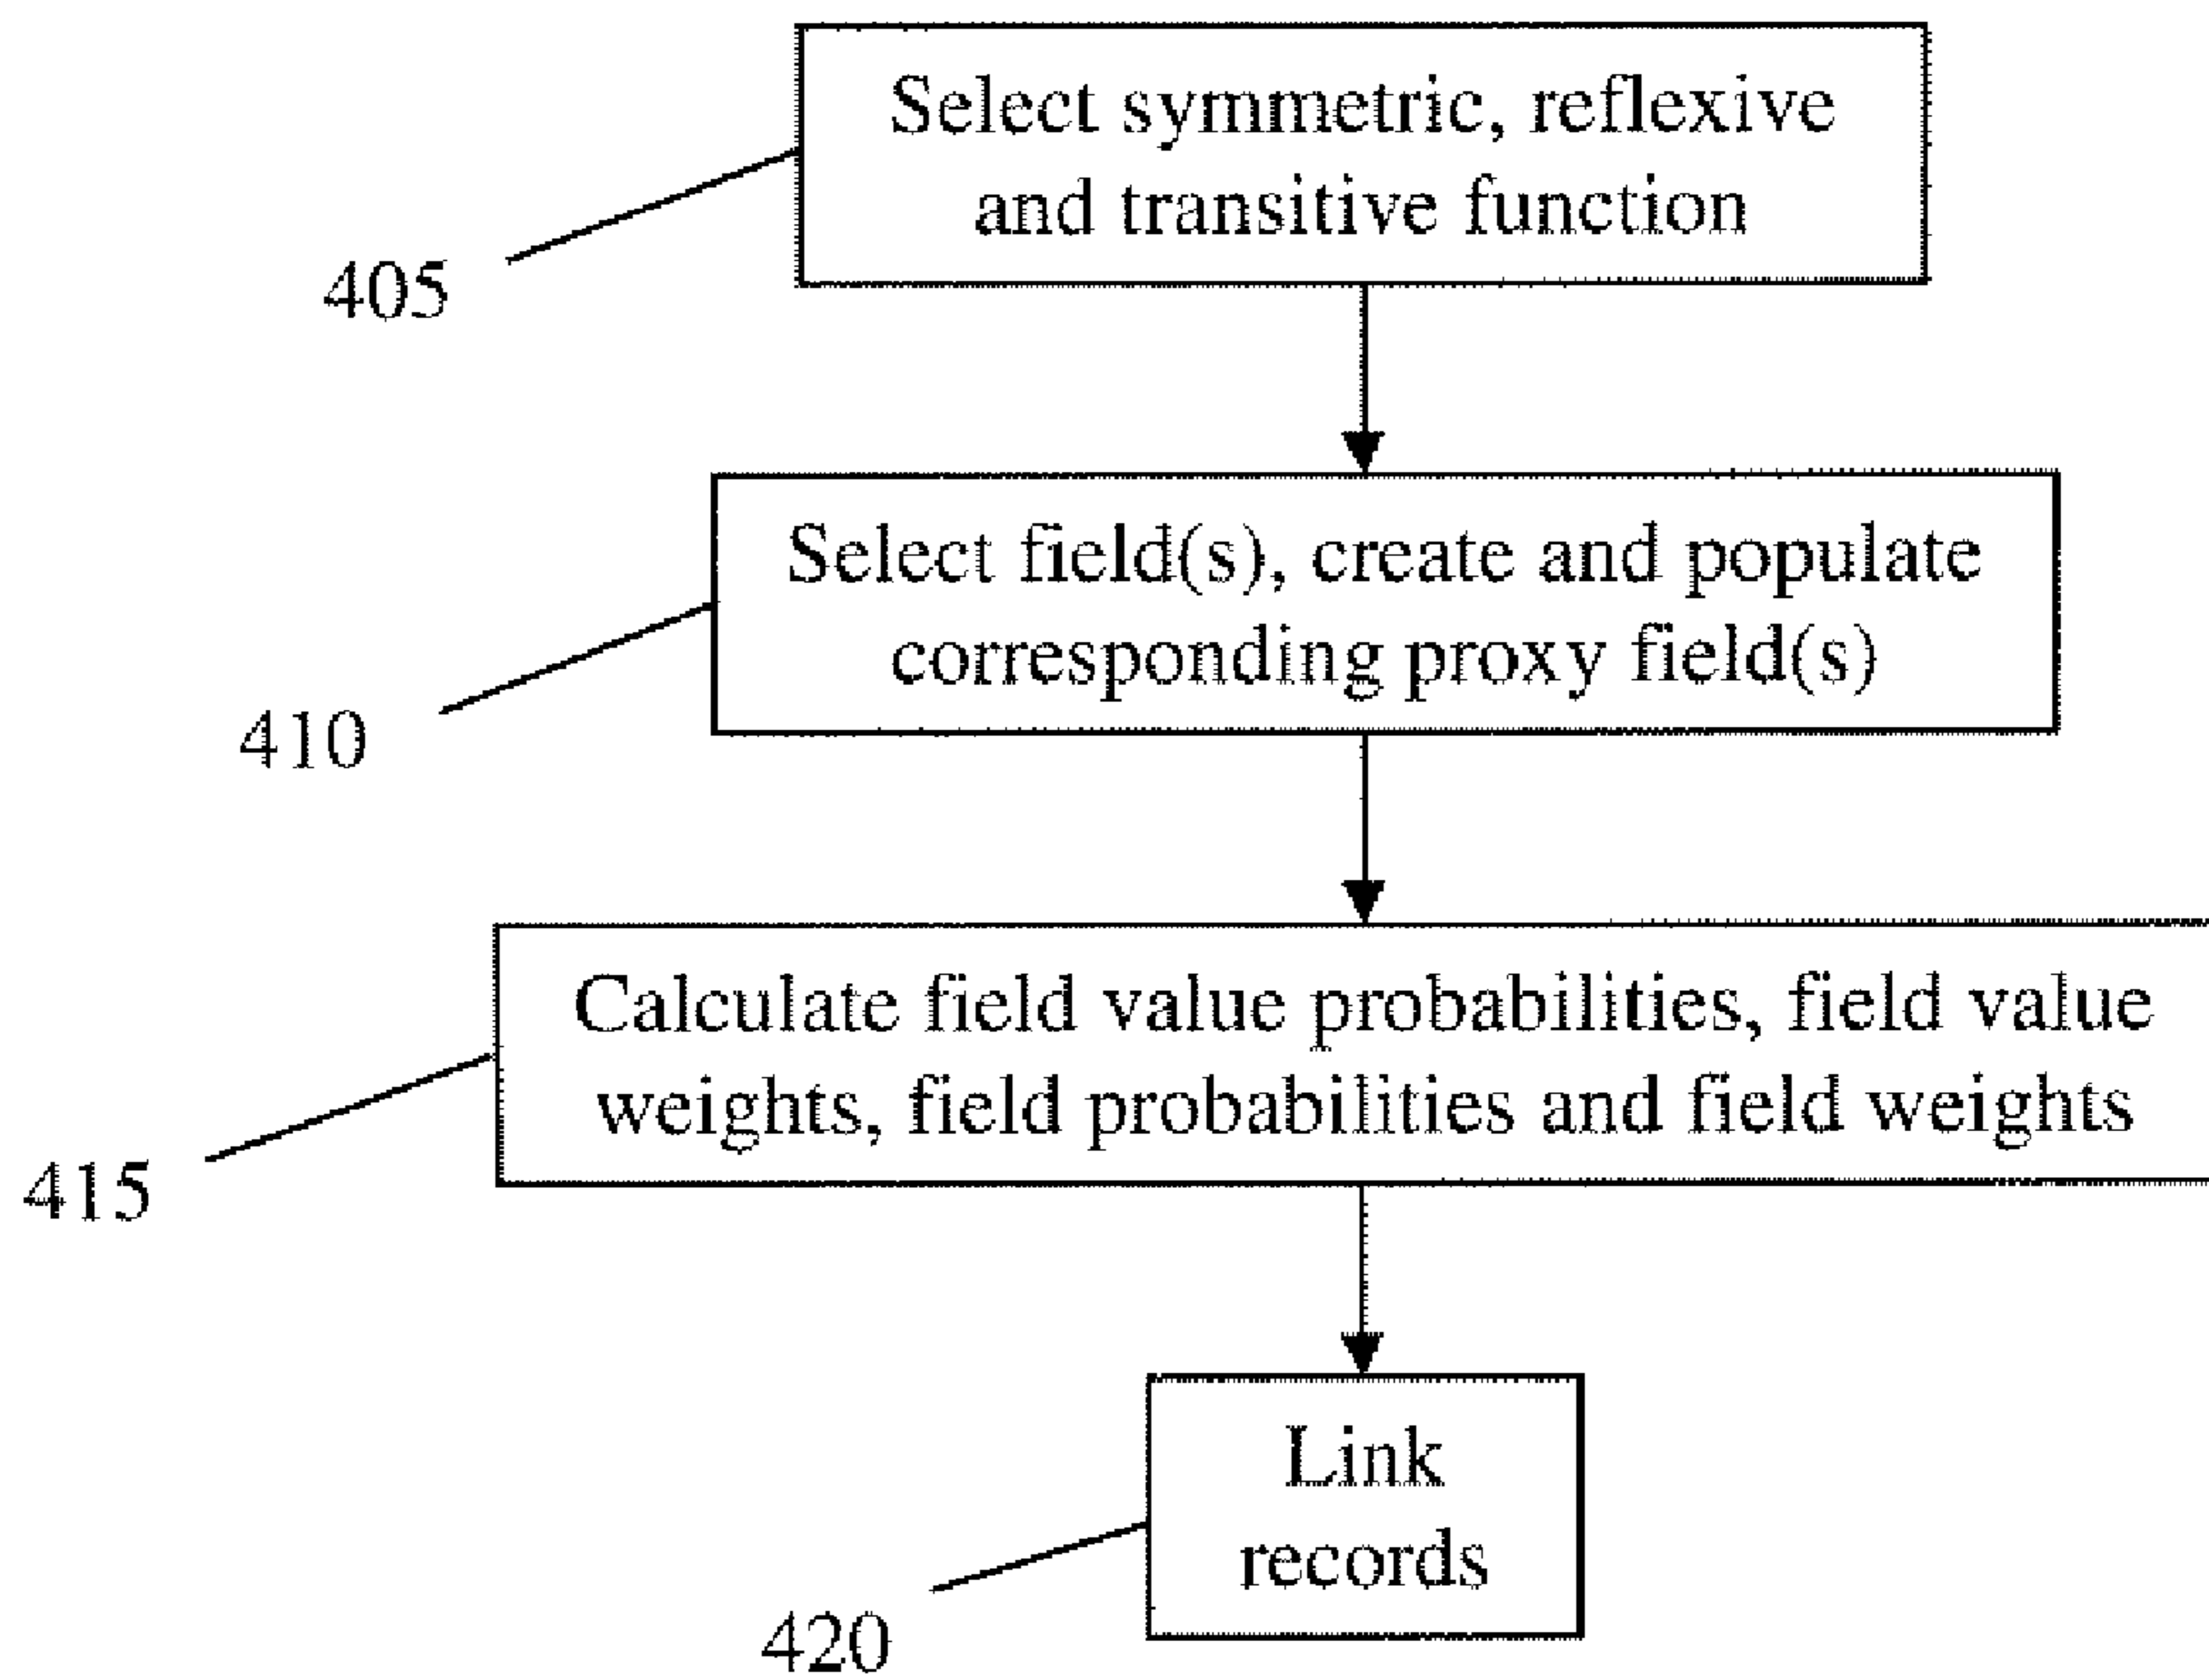 Select symmetric, reflexive
and transitive function
405
Select field(s), create and populate
corresponding proxy field(s)
410
Calculate field value probabilities, field value
weights, field probabilities and field weights
415
Link
records
420